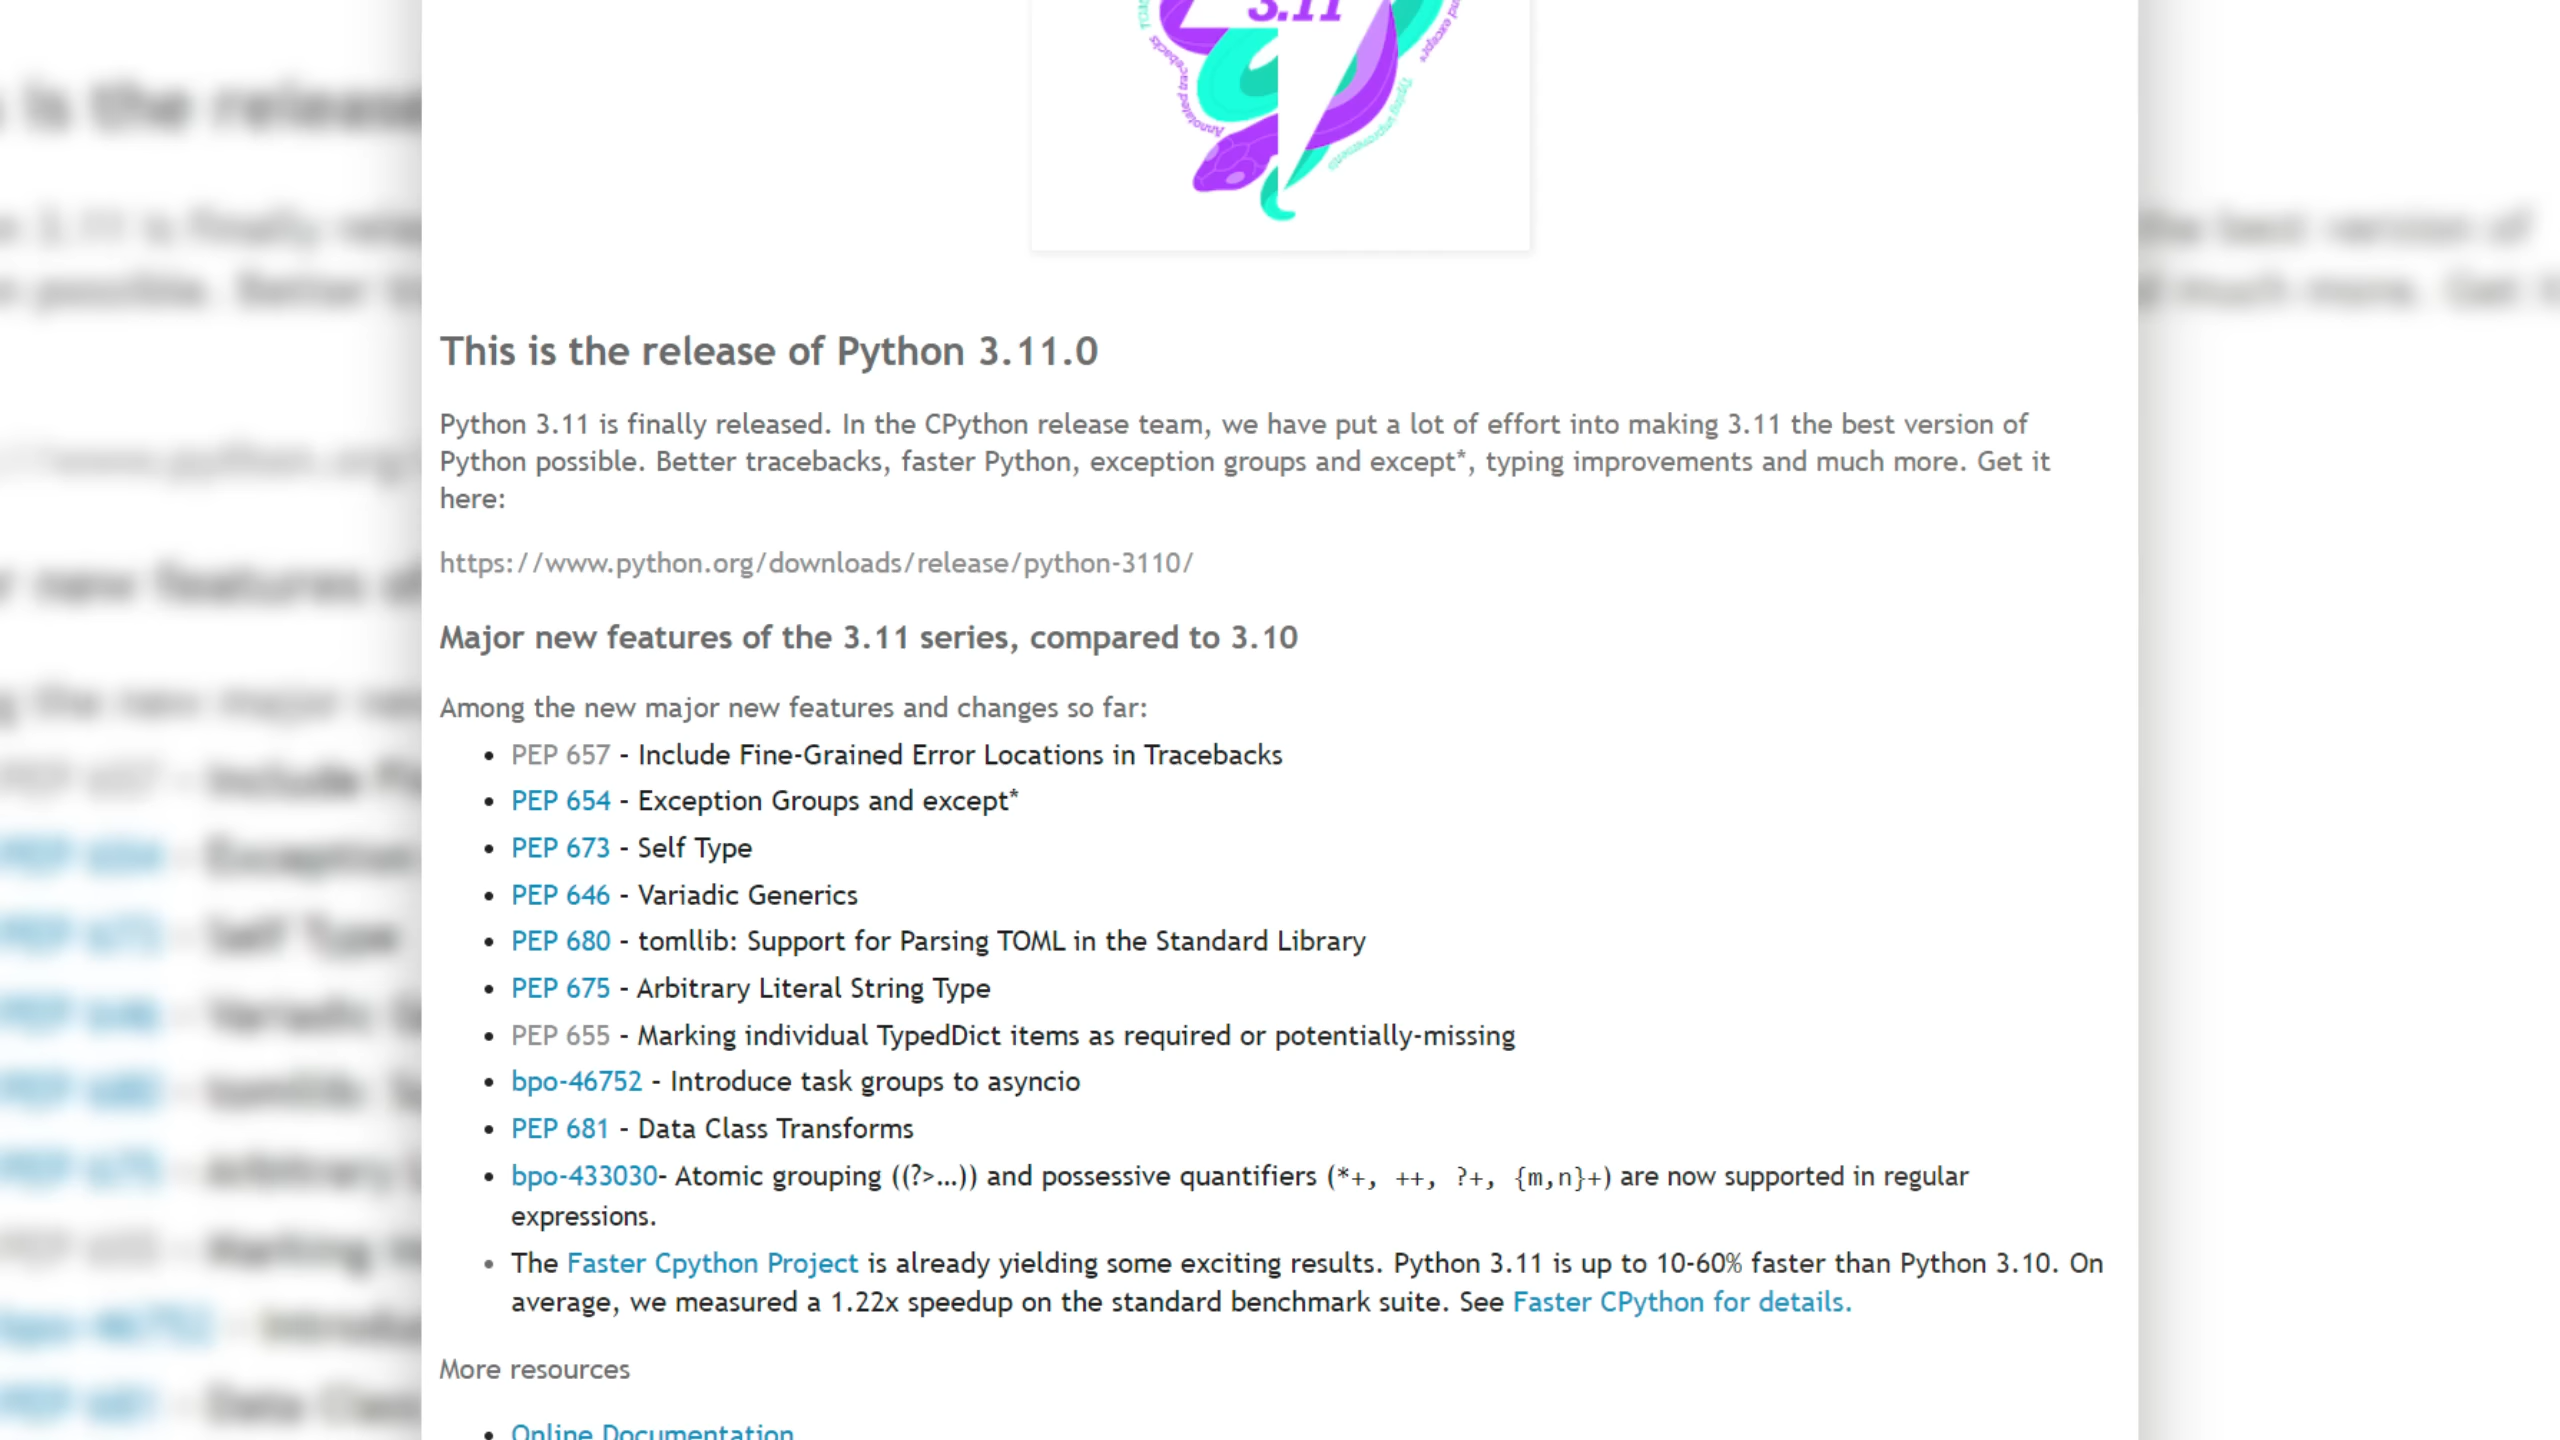 3.11
Annotated tracebacks
Typing improvements
This is the release of Python 3.11.0
Python 3.11 is finally released. In the CPython release team, we have put a lot of effort into making 3.11 the best version of
Python possible. Better tracebacks, faster Python, exception groups and except*, typing improvements and much more. Get it
here:
https://www.python.org/downloads/release/python-3110/
Major new features of the 3.11 series, compared to 3.10
Among the new major new features and changes so far:
• PEP 657 - Include Fine-Grained Error Locations in Tracebacks
• PEP 654 - Exception Groups and except*
• PEP 673 - Self Type
• PEP 646 - Variadic Generics
• PEP 680 - tomllib: Support for Parsing TOML in the Standard Library
• PEP 675 - Arbitrary Literal String Type
• PEP 655 - Marking individual TypedDict items as required or potentially-missing
• bpo-46752 - Introduce task groups to asyncio
• PEP 681 - Data Class Transforms
• bpo-433030- Atomic grouping ((?>...)) and possessive quantifiers (*+, ++, ?+, {m,n}+) are now supported in regular
expressions.
• The Faster Cpython Project is already yielding some exciting results. Python 3.11 is up to 10-60% faster than Python 3.10. On
average, we measured a 1.22x speedup on the standard benchmark suite. See Faster CPython for details.
More resources
• Online Documentation